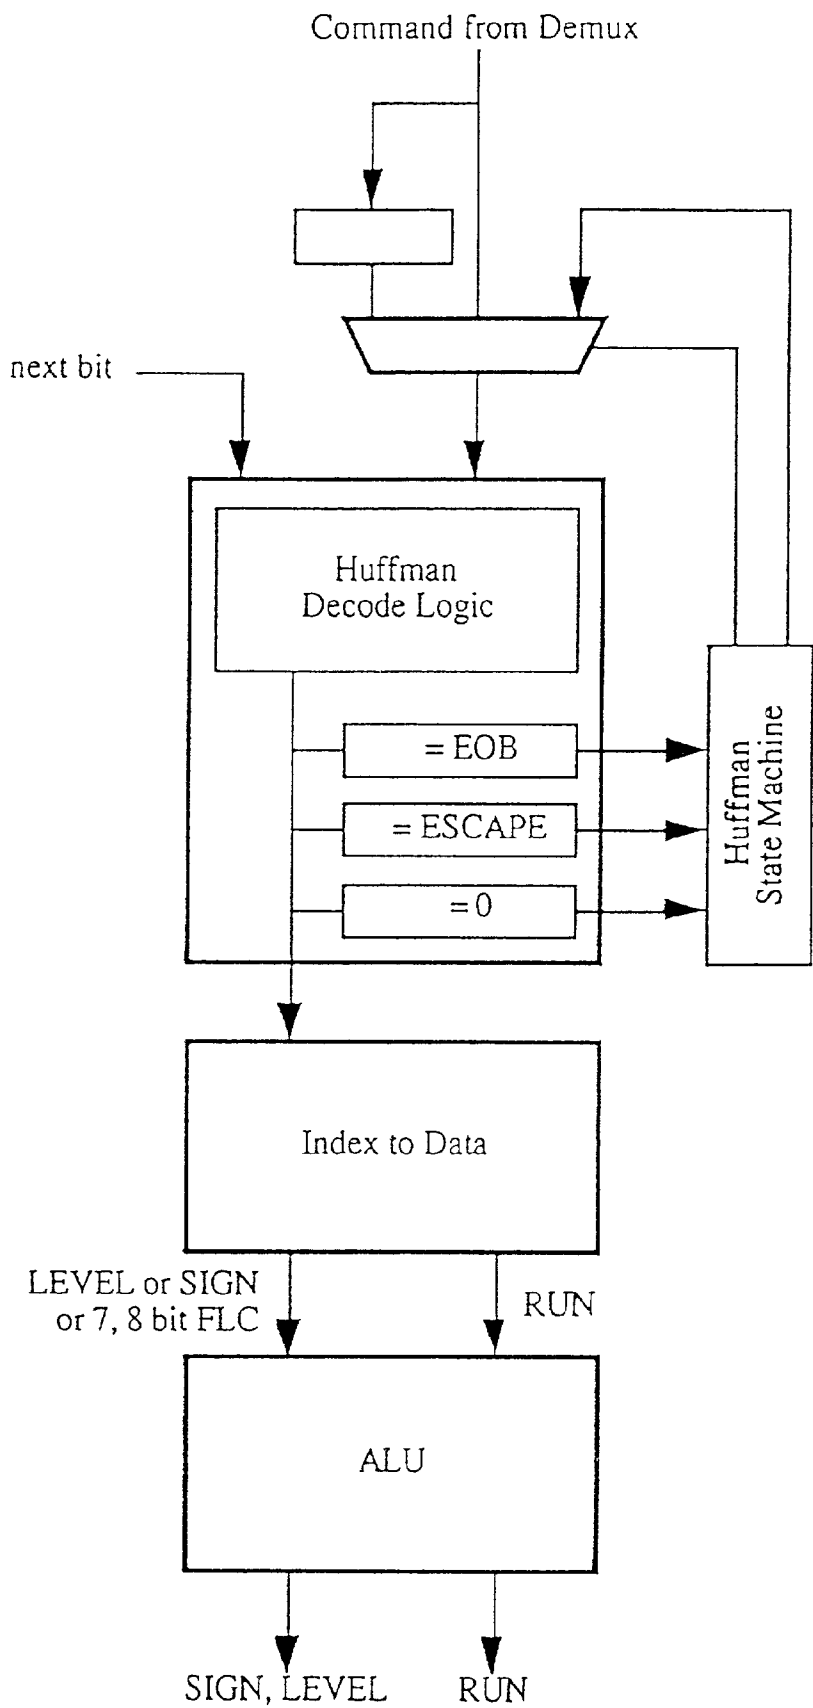 Command from Demux
next bit
Huffman
Decode Logic
= EOB
= ESCAPE
= 0
Huffman
State Machine
Index to Data
LEVEL or SIGN
or 7, 8 bit FLC
RUN
ALU
SIGN, LEVEL
RUN